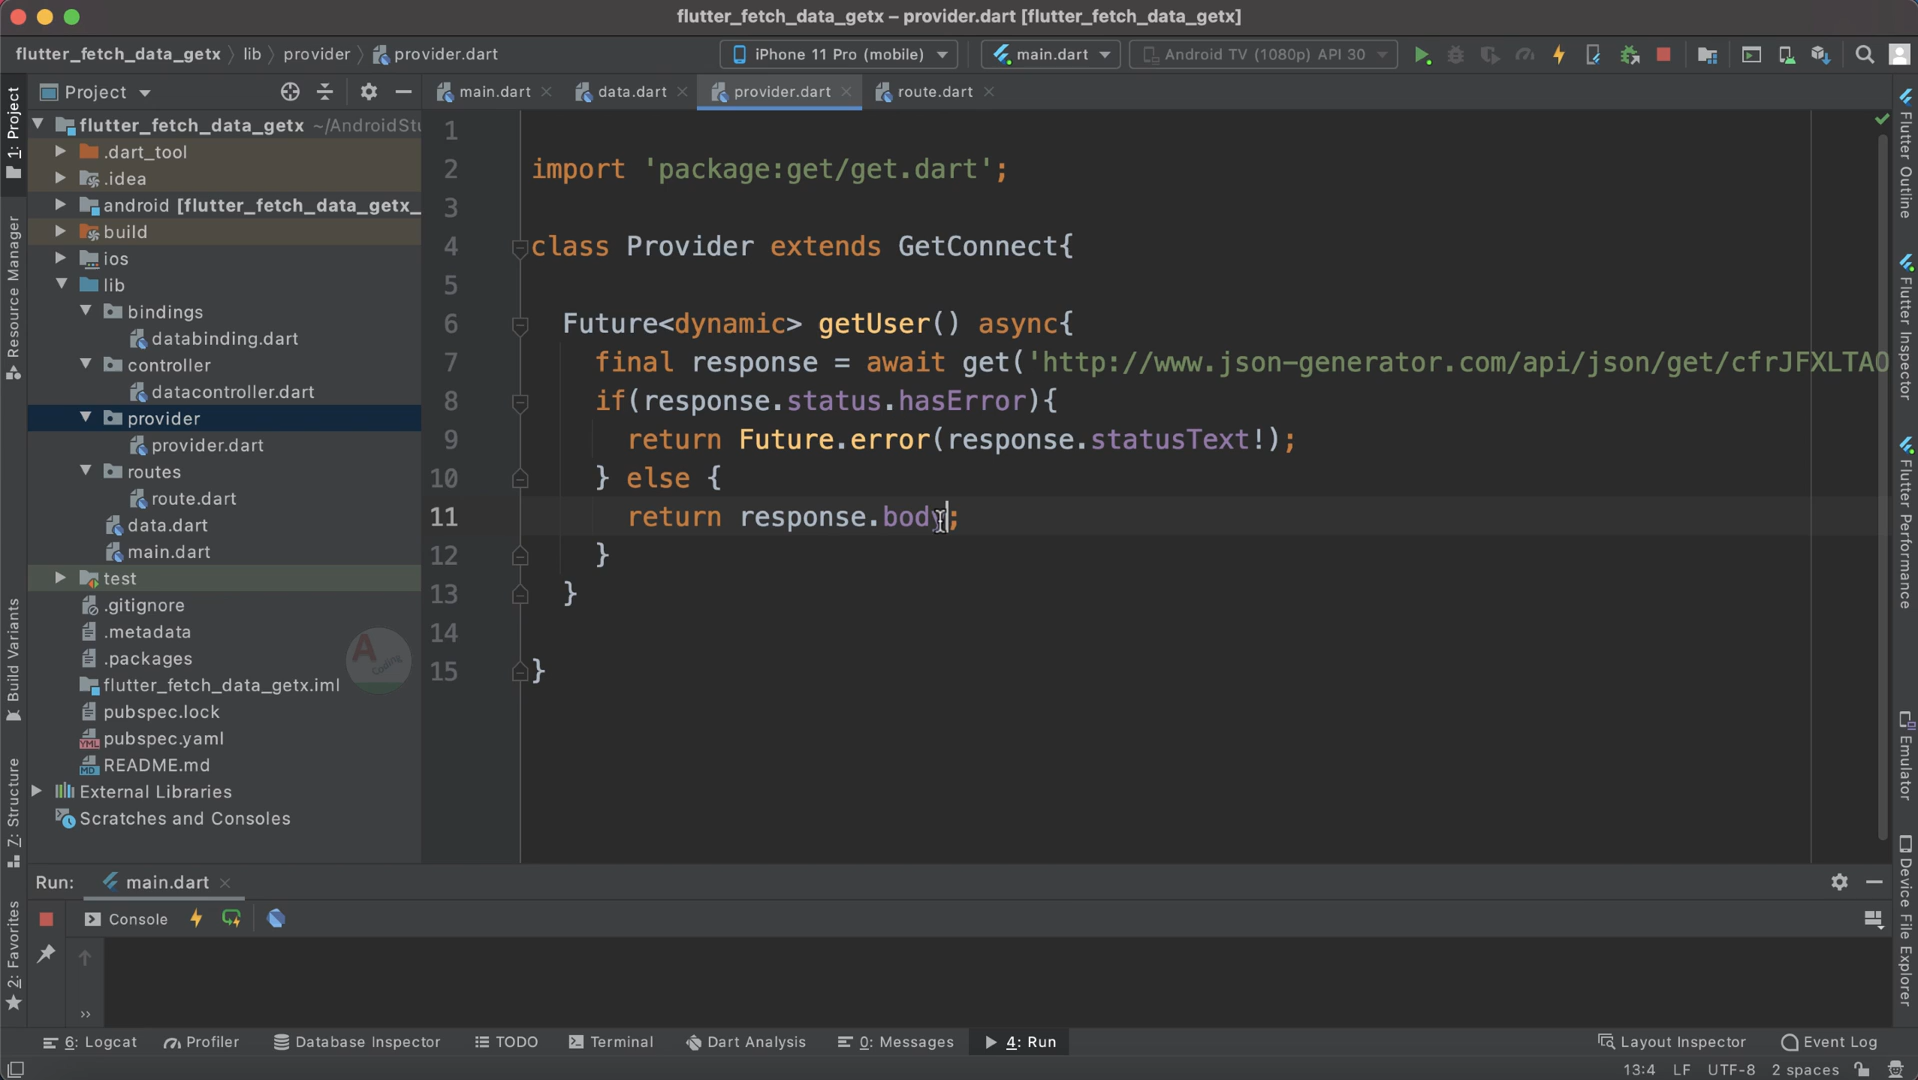 flutter_fetch_data_getx – provider.dart [flutter_fetch_data_getx]
flutter_fetch_data_getx lib provider provider.dart iPhone 11 Pro (mobile) main.dart Android TV (1080p) API 30
Project
main.dart data.dart provider.dart route.dart
flutter_fetch_data_getx ~/AndroidStu
.dart_tool
.idea
android [flutter_fetch_data_getx_
build
ios
lib
bindings
databinding.dart
controller
datacontroller.dart
provider
provider.dart
routes
route.dart
data.dart
main.dart
test
.gitignore
.metadata
.packages
flutter_fetch_data_getx.iml
pubspec.lock
pubspec.yaml
README.md
External Libraries
Scratches and Consoles
1
2 import 'package:get/get.dart';
3
4 class Provider extends GetConnect{
5
6 Future<dynamic> getUser() async{
7 final response = await get('http://www.json-generator.com/api/json/get/cfrJFXLTAO
8 if(response.status.hasError){
9 return Future.error(response.statusText!);
10 } else {
11 return response.body;
12 }
13 }
14
15 }
A
Coding
1: Project
Resource Manager
Build Variants
7: Structure
2: Favorites
Flutter Outline
Flutter Inspector
Flutter Performance
Emulator
Device File Explorer
Run: main.dart
Console
»
6: Logcat Profiler Database Inspector TODO Terminal Dart Analysis 0: Messages 4: Run Layout Inspector Event Log
13:4 LF UTF-8 2 spaces